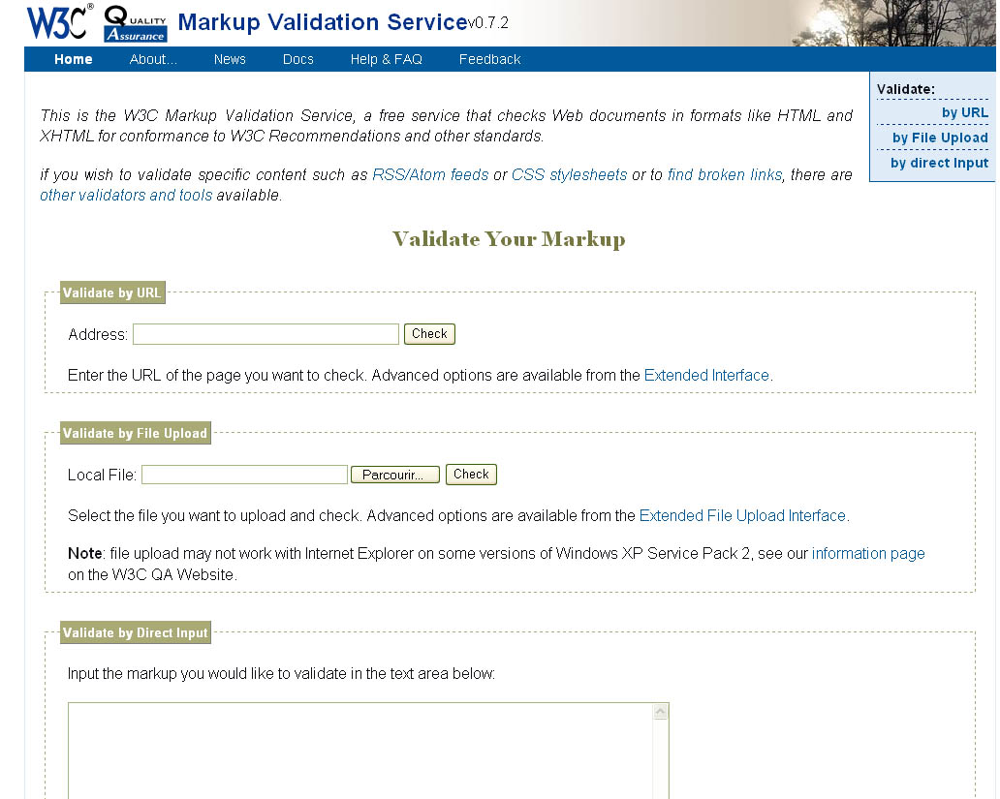 W3C® QUALITY Assurance Markup Validation Service v0.7.2
Home About... News Docs Help & FAQ Feedback
Validate:
by URL
by File Upload
by direct Input
This is the W3C Markup Validation Service, a free service that checks Web documents in formats like HTML and
XHTML for conformance to W3C Recommendations and other standards.
if you wish to validate specific content such as RSS/Atom feeds or CSS stylesheets or to find broken links, there are
other validators and tools available.
Validate Your Markup
Validate by URL
Address: Check
Enter the URL of the page you want to check. Advanced options are available from the Extended Interface.
Validate by File Upload
Local File: Parcourir... Check
Select the file you want to upload and check. Advanced options are available from the Extended File Upload Interface.
Note: file upload may not work with Internet Explorer on some versions of Windows XP Service Pack 2, see our information page
on the W3C QA Website.
Validate by Direct Input
Input the markup you would like to validate in the text area below: